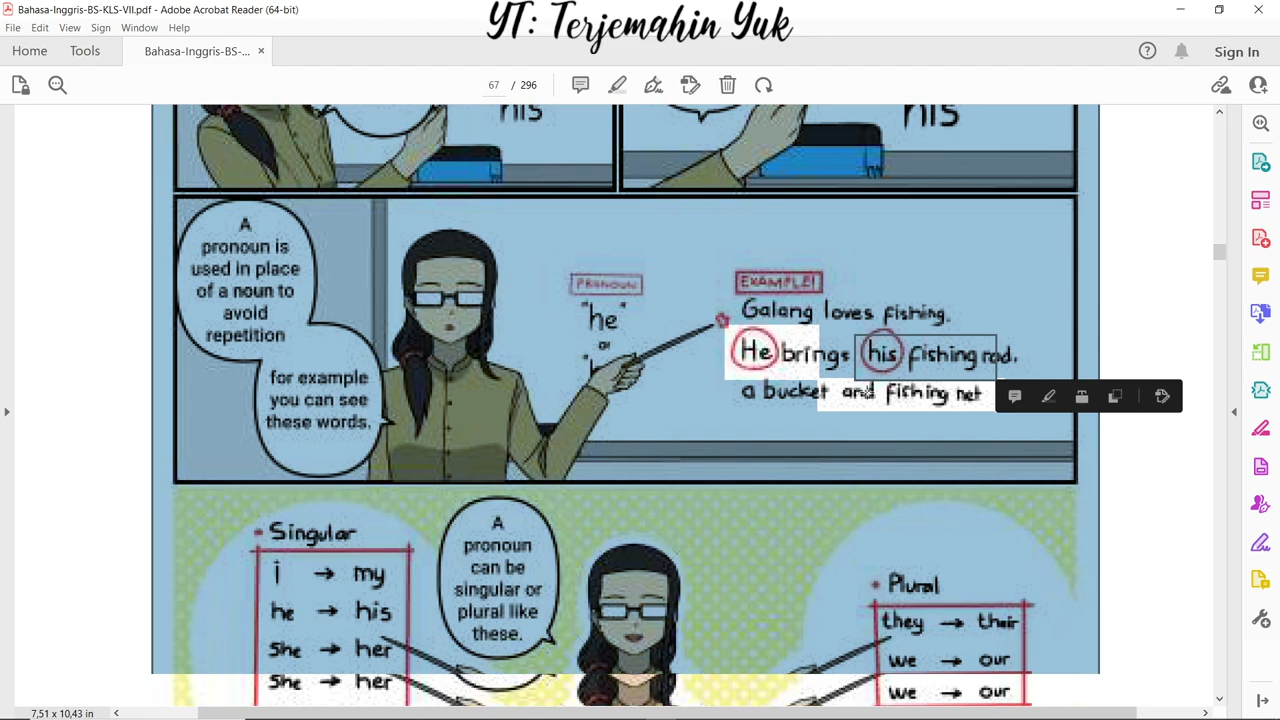 Bahasa-Inggris-BS-KLS-VII.pdf - Adobe Acrobat Reader (64-bit)
YT: Terjemahin Yuk
File Edit View Sign Window Help
Home Tools Bahasa-Inggris-BS-... ×
Sign In
67 / 296
his
his
A
pronoun is
used in place
of a noun to
avoid
repetition
for example
you can see
these words.
PRONOUN
"he"
or
EXAMPLE!
Galang loves fishing.
He brings his fishing rod,
a bucket and fishing net
• Singular
i → my
he → his
she → her
she → her
A
pronoun
can be
singular or
plural like
these.
• Plural
they → their
we → our
we → our
7,51 x 10,43 in